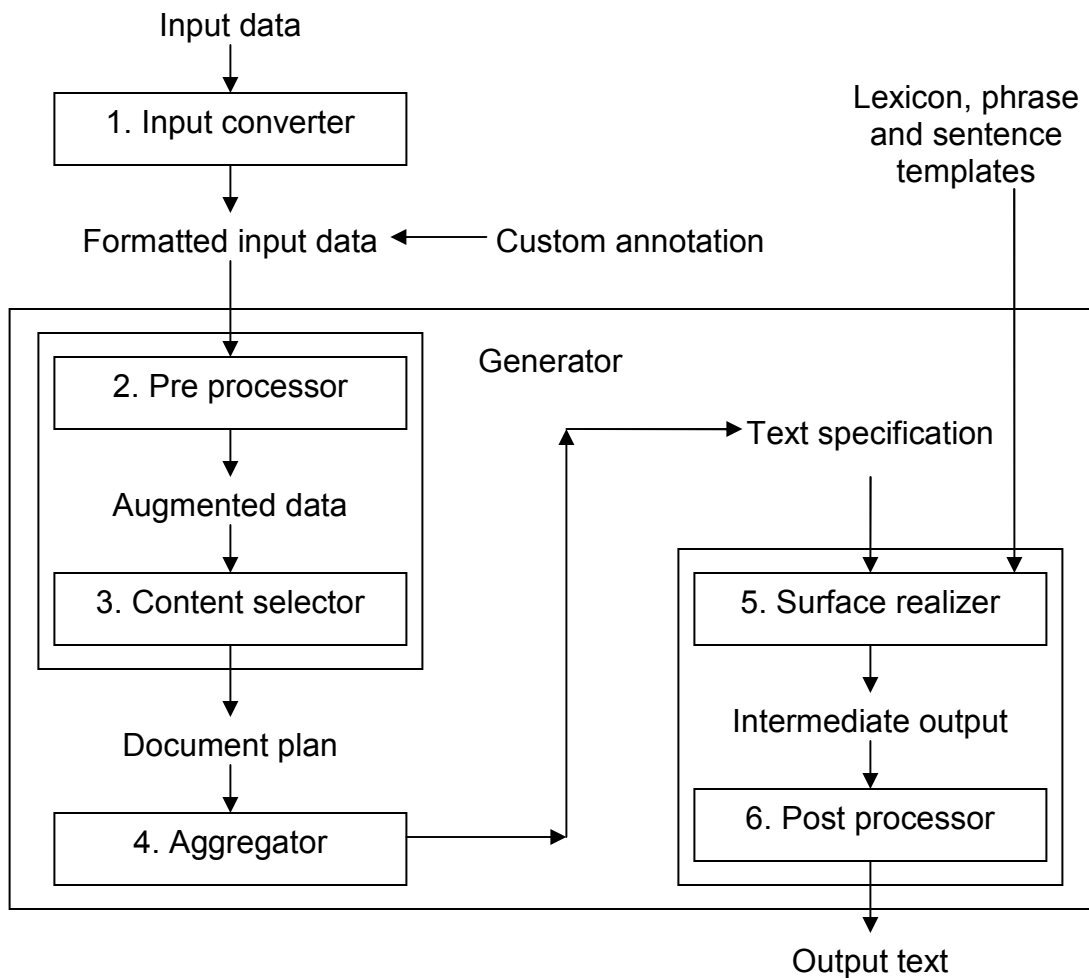 Input data
1. Input converter
Lexicon, phrase
and sentence
templates
Formatted input data
Custom annotation
Generator
2. Pre processor
Augmented data
3. Content selector
Document plan
4. Aggregator
Text specification
5. Surface realizer
Intermediate output
6. Post processor
Output text